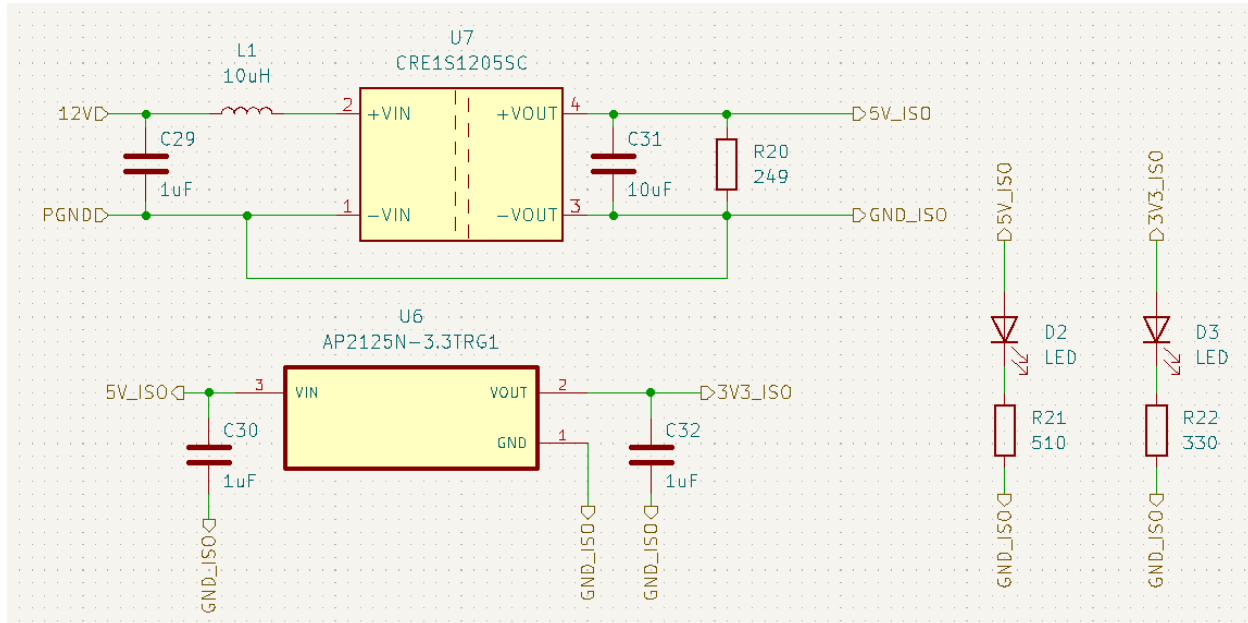 U7
CRE1S1205SC
L1
10uH
12V
2
+VIN
+VOUT
4
5V_ISO
C29
1uF
C31
10uF
R20
249
PGND
1
-VIN
-VOUT
3
GND_ISO
5V_ISO
3V3_ISO
U6
AP2125N-3.3TRG1
D2
LED
D3
LED
5V_ISO
3
VIN
VOUT
2
3V3_ISO
C30
1uF
GND
1
C32
1uF
R21
510
R22
330
GND_ISO
GND_ISO
GND_ISO
GND_ISO
GND_ISO